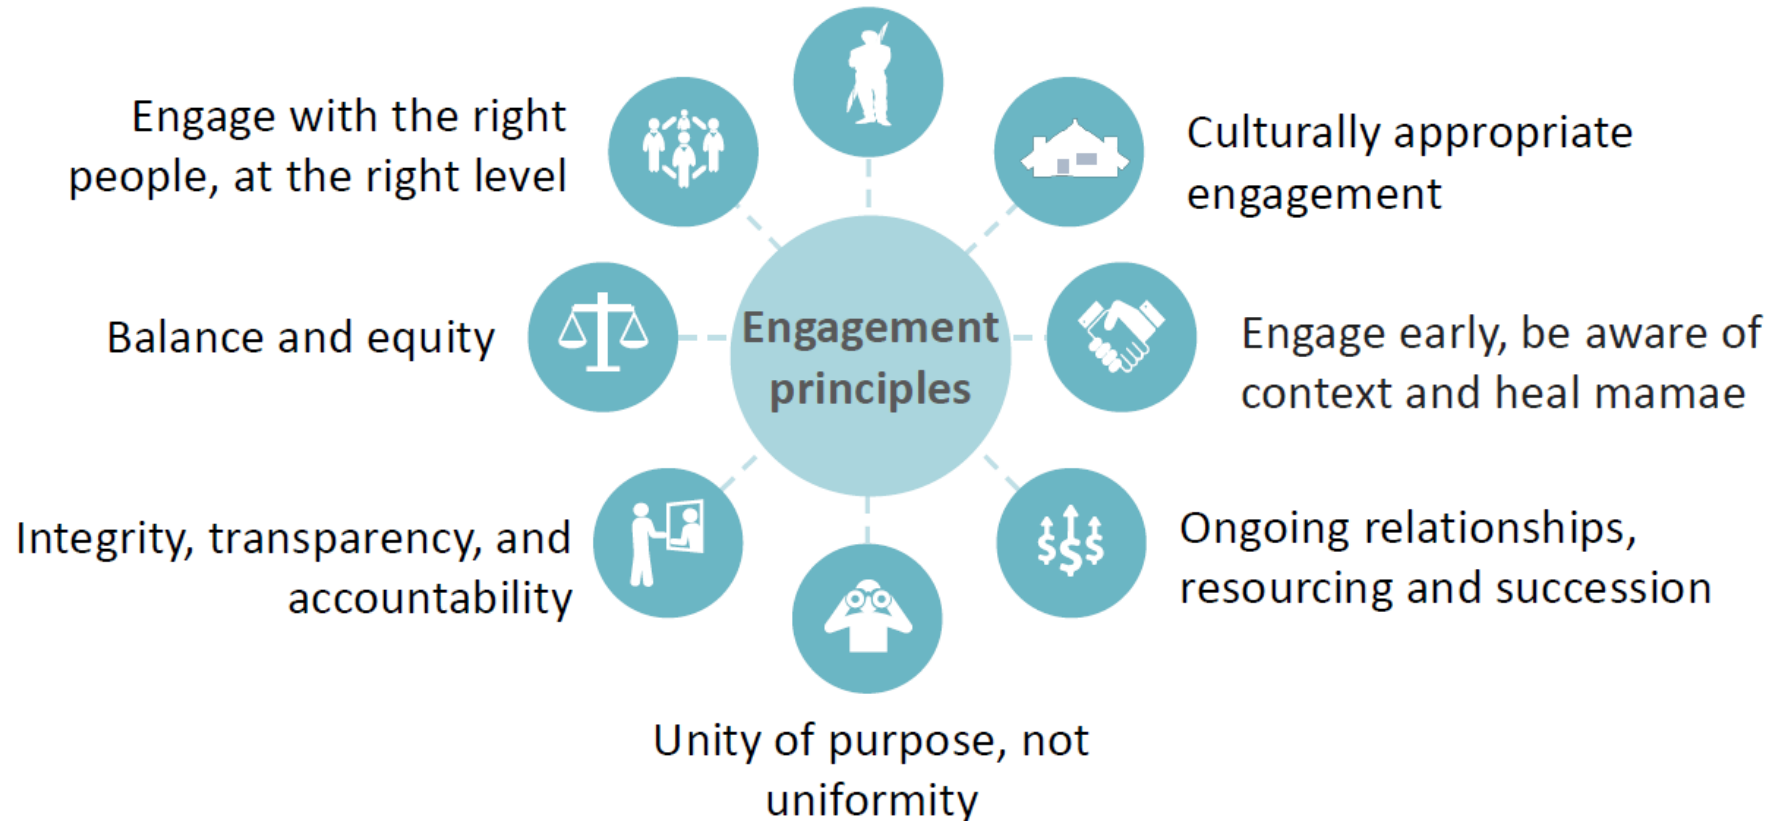 Engage with the right
people, at the right level
Culturally appropriate
engagement
Balance and equity
Engagement
principles
Engage early, be aware of
context and heal mamae
Integrity, transparency, and
accountability
Ongoing relationships,
resourcing and succession
Unity of purpose, not
uniformity